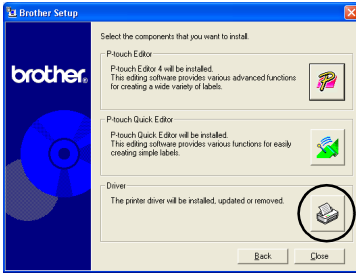 Brother Setup
Select the components that you want to install.
brother®
P-touch Editor
P-touch Editor 4 will be installed.
This editing software provides various advanced functions
for creating a wide variety of labels.
P-touch Quick Editor
P-touch Quick Editor will be installed.
This editing software provides various functions for easily
creating simple labels.
Driver
The printer driver will be installed, updated or removed.
Back
Close